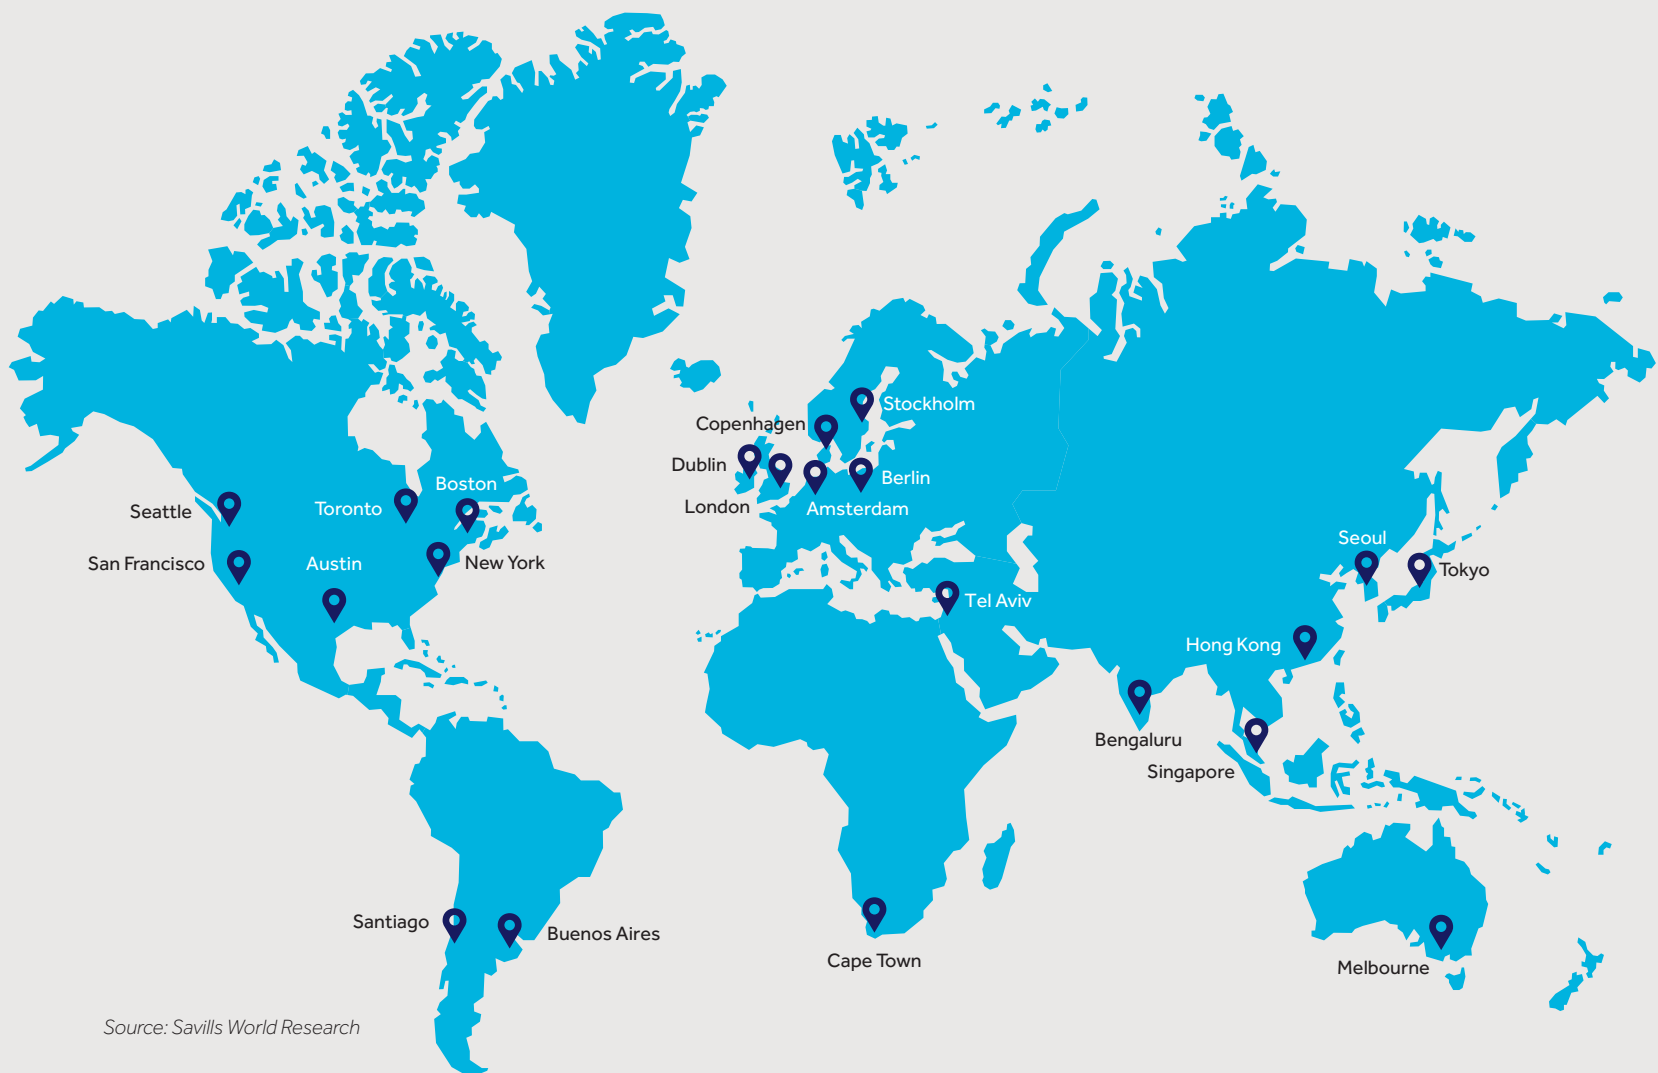 Stockholm
Copenhagen
Dublin
Berlin
Boston
London
Amsterdam
Toronto
Seattle
Seoul
San Francisco
Austin
New York
Tokyo
Tel Aviv
Hong Kong
Bengaluru
Singapore
Santiago
Buenos Aires
Cape Town
Melbourne
Source: Savills World Research